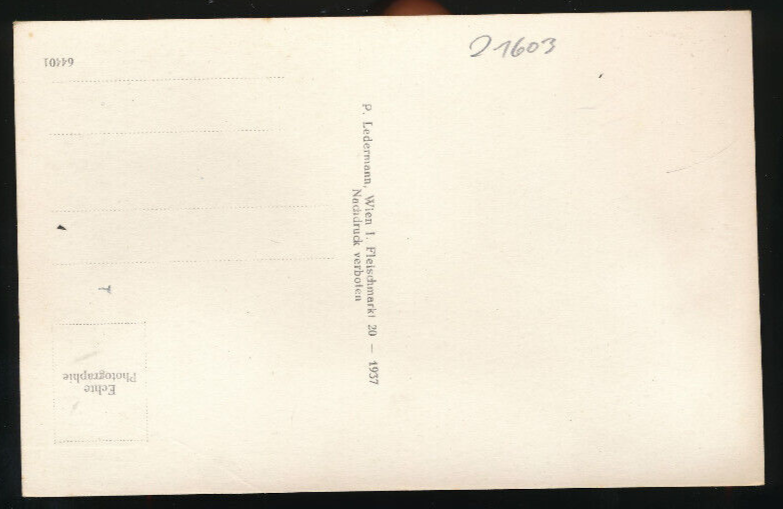 21603
64401
P. Ledermann, Wien I. Fleischmarkt 20 — 1937
Nachdruck verboten
Echte
Photographie